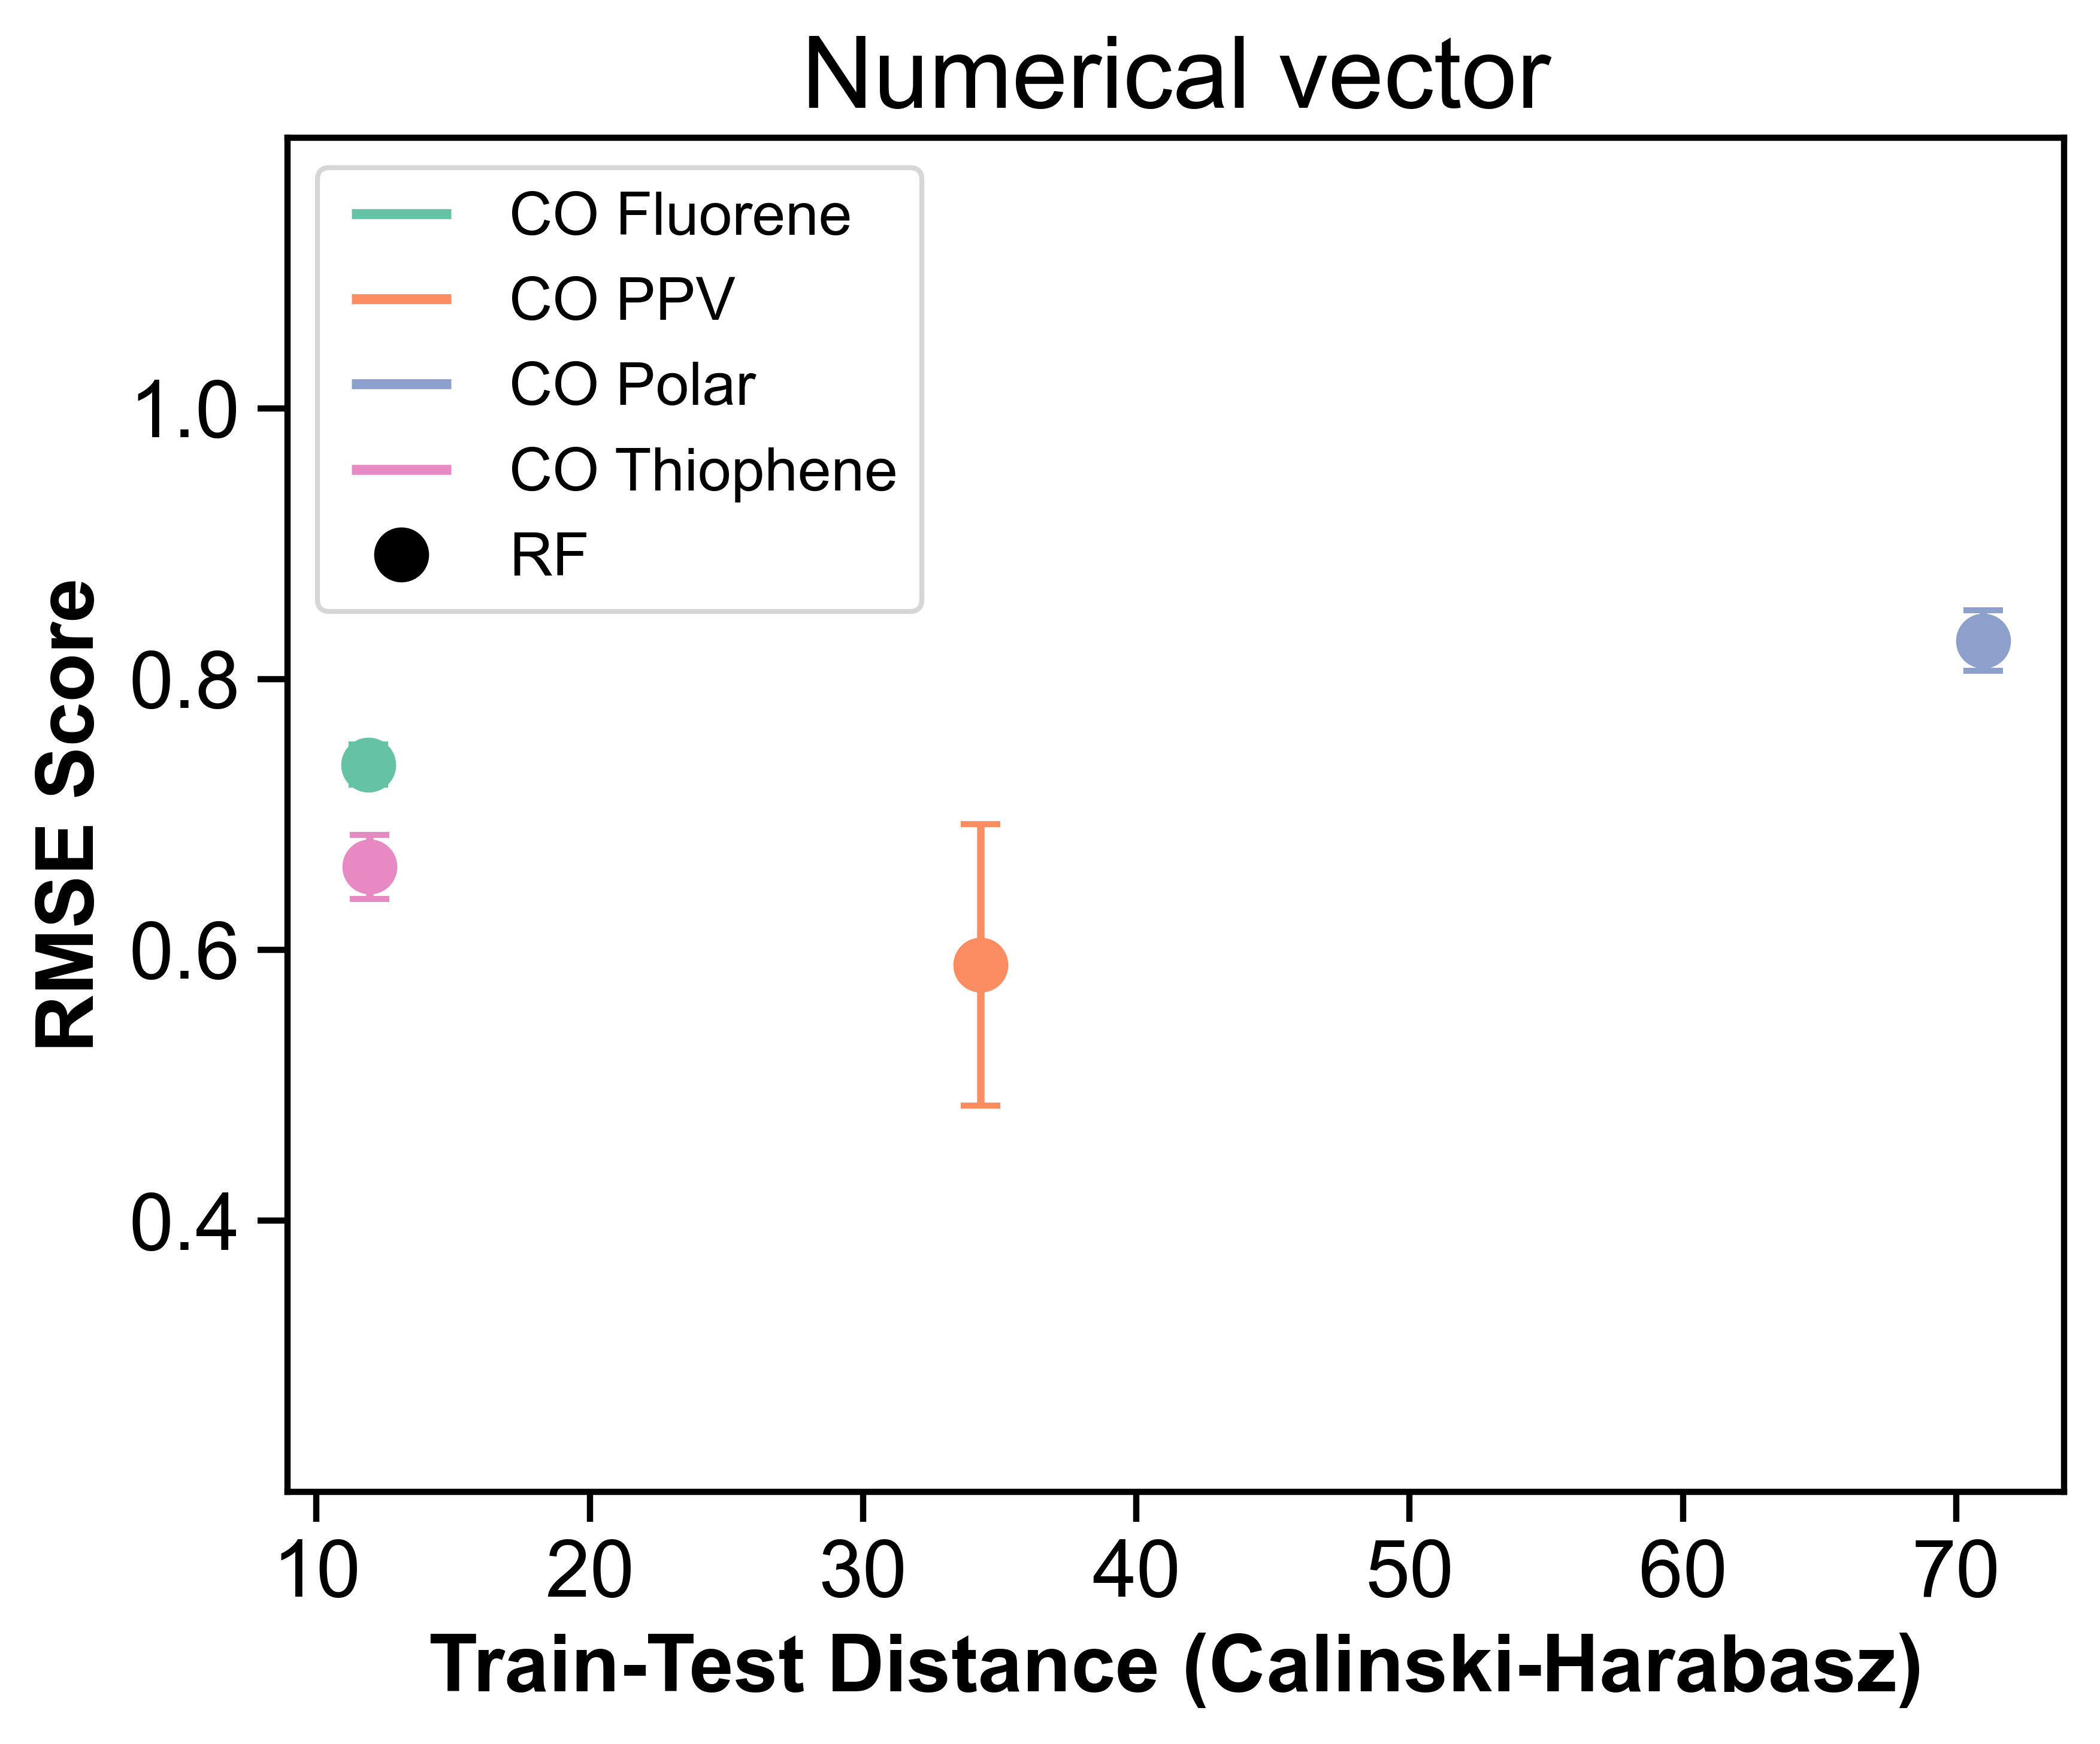 Numerical vector
CO Fluorene
CO PPV
CO Polar
CO Thiophene
RF
RMSE Score
1.0
0.8
0.6
0.4
10 20 30 40 50 60 70
Train-Test Distance (Calinski-Harabasz)